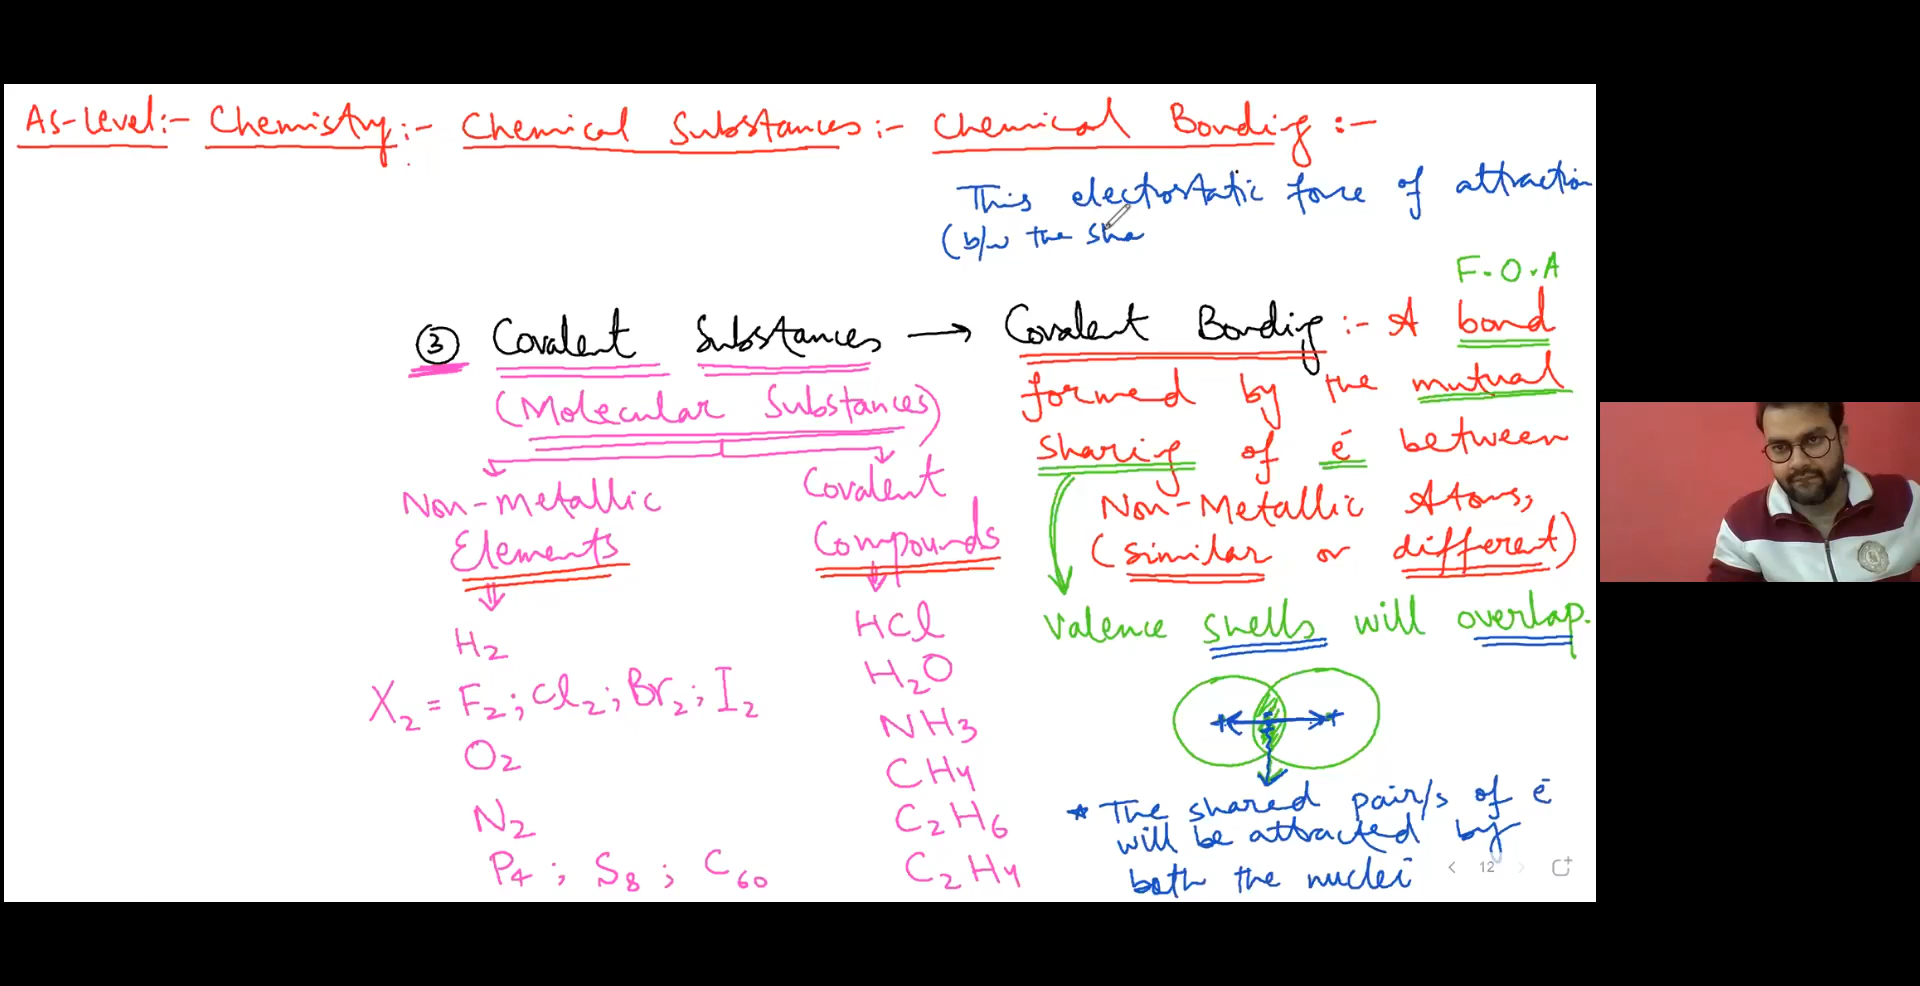 As-Level:- Chemistry:- Chemical Substances:- Chemical Bonding:-
This electrostatic force of attraction
(b/w the sha
F.O.A
③ Covalent Substances → Covalent Bonding:- A bond
formed by the mutual
sharing of ē between
Non-Metallic Atoms,
(similar or different)
valence shells will overlap.
(Molecular Substances)
Non-metallic
Elements
H₂
X₂ = F₂; Cl₂; Br₂; I₂
O₂
N₂
P₄ ; S₈ ; C₆₀
Covalent
Compounds
HCl
H₂O
NH₃
CH₄
C₂H₆
C₂H₄
* The shared pair/s of ē
will be attracted by
both the nuclei
< 12 >